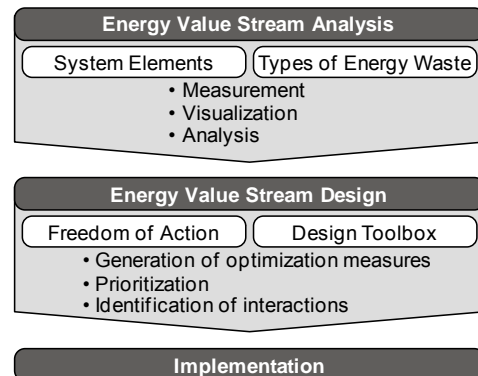 Energy Value Stream Analysis
System Elements Types of Energy Waste
• Measurement
• Visualization
• Analysis
Energy Value Stream Design
Freedom of Action Design Toolbox
• Generation of optimization measures
• Prioritization
• Identification of interactions
Implementation